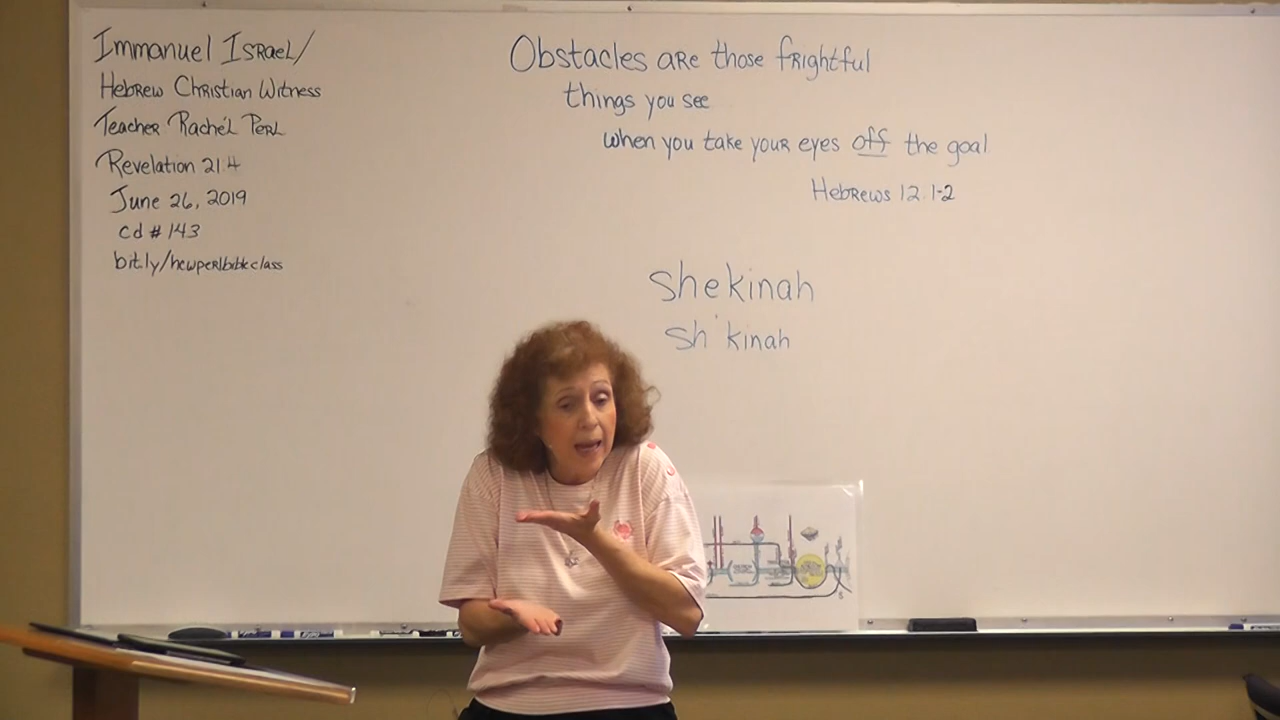 Immanuel Israel/
Hebrew Christian Witness
Teacher Rache'l Perl
Revelation 21.4
June 26, 2019
cd # 143
bit.ly/hcwperlbibleclass
Obstacles are those frightful
things you see
when you take your eyes off the goal
Hebrews 12.1-2
Shekinah
Sh'kinah